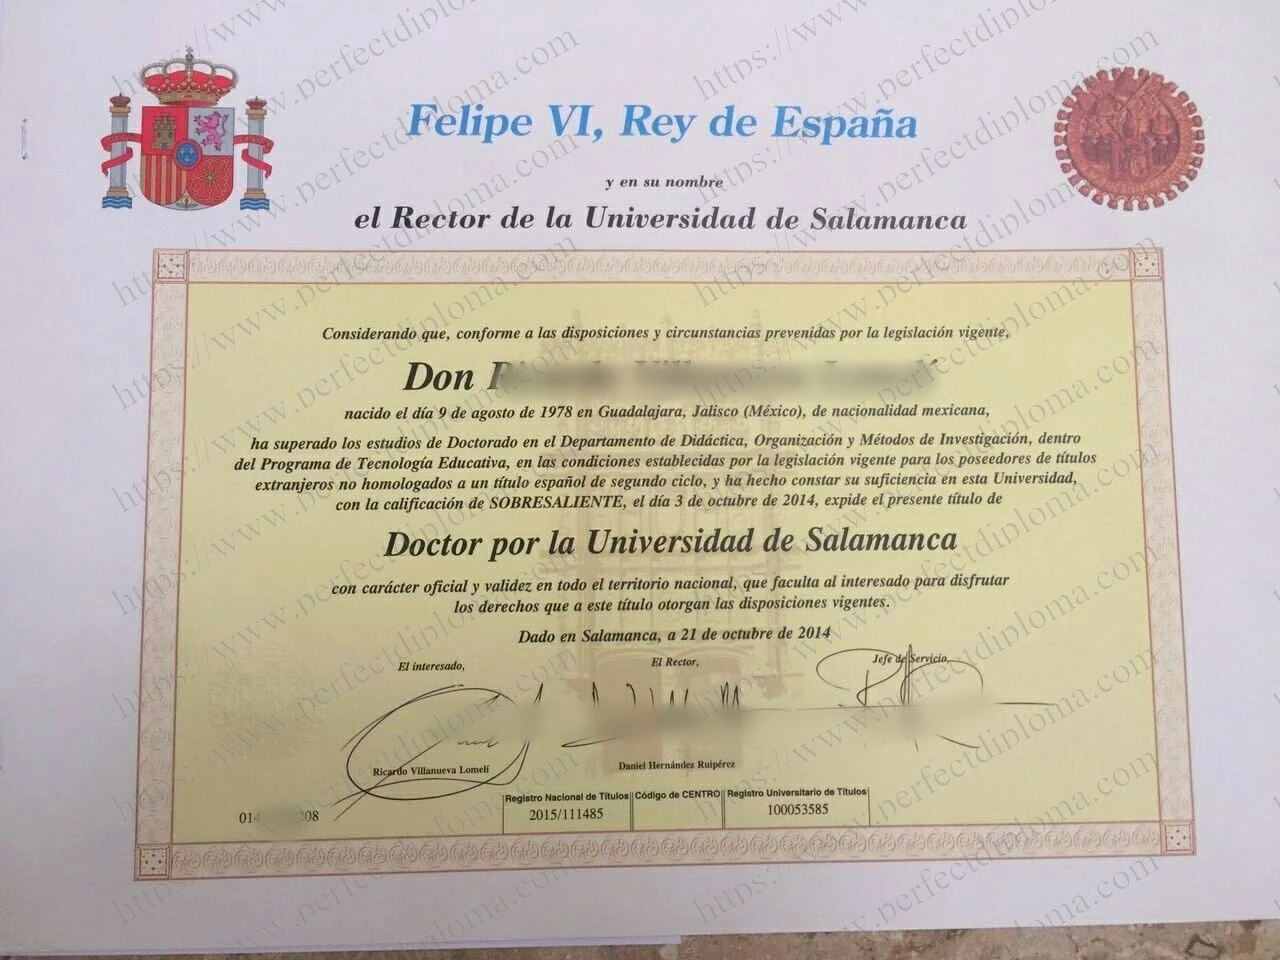 Felipe VI, Rey de España
y en su nombre
el Rector de la Universidad de Salamanca
Considerando que, conforme a las disposiciones y circunstancias prevenidas por la legislación vigente,
Don
nacido el día 9 de agosto de 1978 en Guadalajara, Jalisco (México), de nacionalidad mexicana,
ha superado los estudios de Doctorado en el Departamento de Didáctica, Organización y Métodos de Investigación, dentro
del Programa de Tecnología Educativa, en las condiciones establecidas por la legislación vigente para los poseedores de títulos
extranjeros no homologados a un título español de segundo ciclo, y ha hecho constar su suficiencia en esta Universidad,
con la calificación de SOBRESALIENTE, el día 3 de octubre de 2014, expide el presente título de
Doctor por la Universidad de Salamanca
con carácter oficial y validez en todo el territorio nacional, que faculta al interesado para disfrutar
los derechos que a este título otorgan las disposiciones vigentes.
Dado en Salamanca, a 21 de octubre de 2014
El interesado, El Rector, Jefe de Servicio,
Ricardo Villanueva Lomelí Daniel Hernández Ruipérez
Registro Nacional de Títulos Código de CENTRO Registro Universitario de Títulos
2015/111485 100053585
https://www.perfectdiploma.com